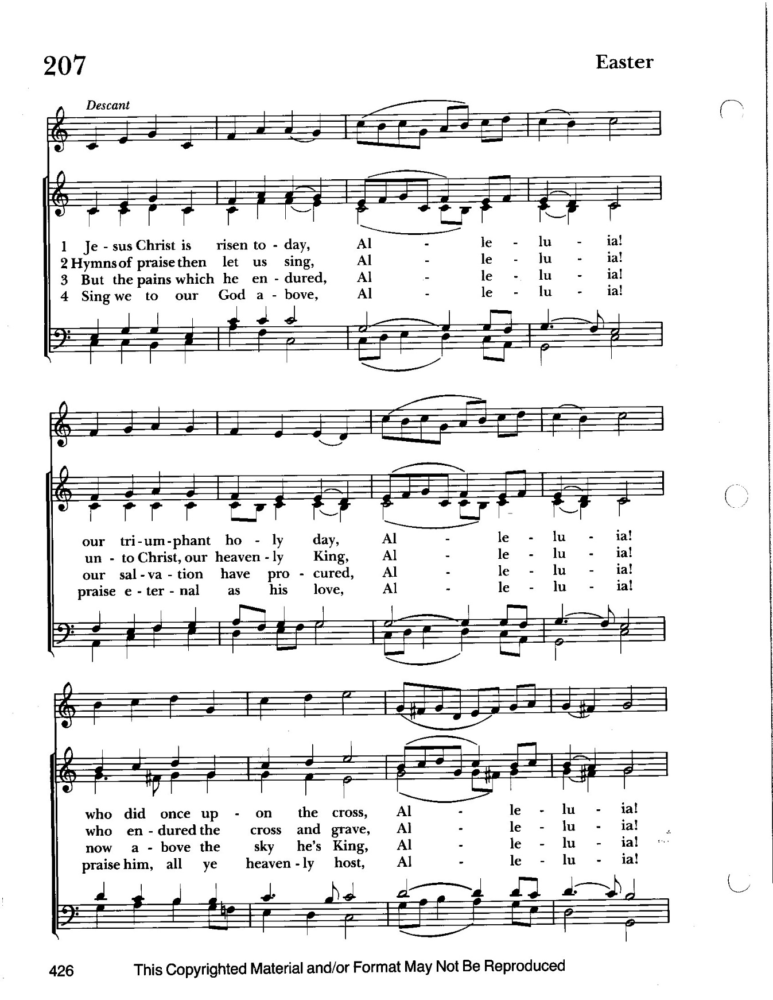 207
Easter
Descant
1 Je - sus Christ is risen to - day, Al - le - lu - ia!
2 Hymns of praise then let us sing, Al - le - lu - ia!
3 But the pains which he en - dured, Al - le - lu - ia!
4 Sing we to our God a - bove, Al - le - lu - ia!
our tri - um - phant ho - ly day, Al - le - lu - ia!
un - to Christ, our heaven - ly King, Al - le - lu - ia!
our sal - va - tion have pro - cured, Al - le - lu - ia!
praise e - ter - nal as his love, Al - le - lu - ia!
who did once up - on the cross, Al - le - lu - ia!
who en - dured the cross and grave, Al - le - lu - ia!
now a - bove the sky he's King, Al - le - lu - ia!
praise him, all ye heaven - ly host, Al - le - lu - ia!
426 This Copyrighted Material and/or Format May Not Be Reproduced